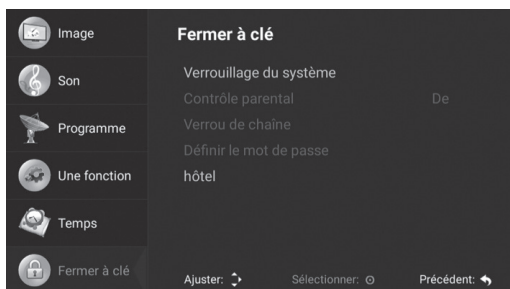 Image
Son
Programme
Une fonction
Temps
Fermer à clé
Fermer à clé
Verrouillage du système
Contrôle parental De
Verrou de chaîne
Définir le mot de passe
hôtel
Ajuster: Sélectionner: Précédent: